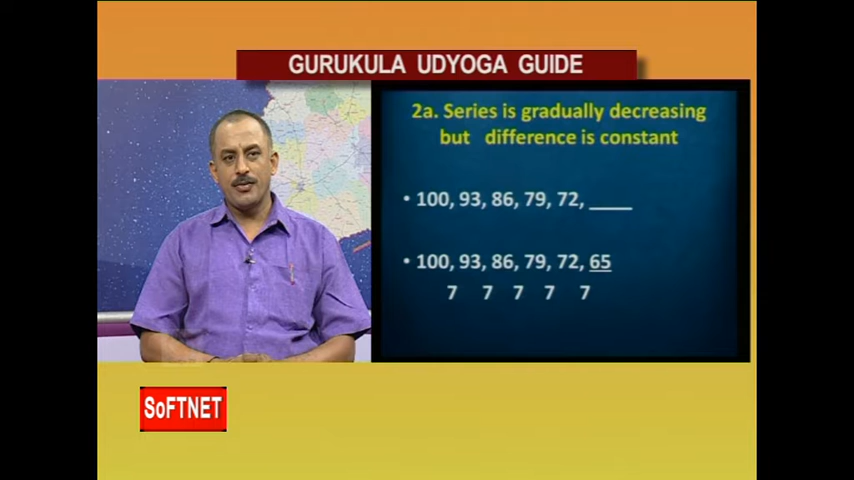 GURUKULA UDYOGA GUIDE
2a. Series is gradually decreasing
but difference is constant
• 100, 93, 86, 79, 72, ____
• 100, 93, 86, 79, 72, 65
7 7 7 7 7
SoFTNET